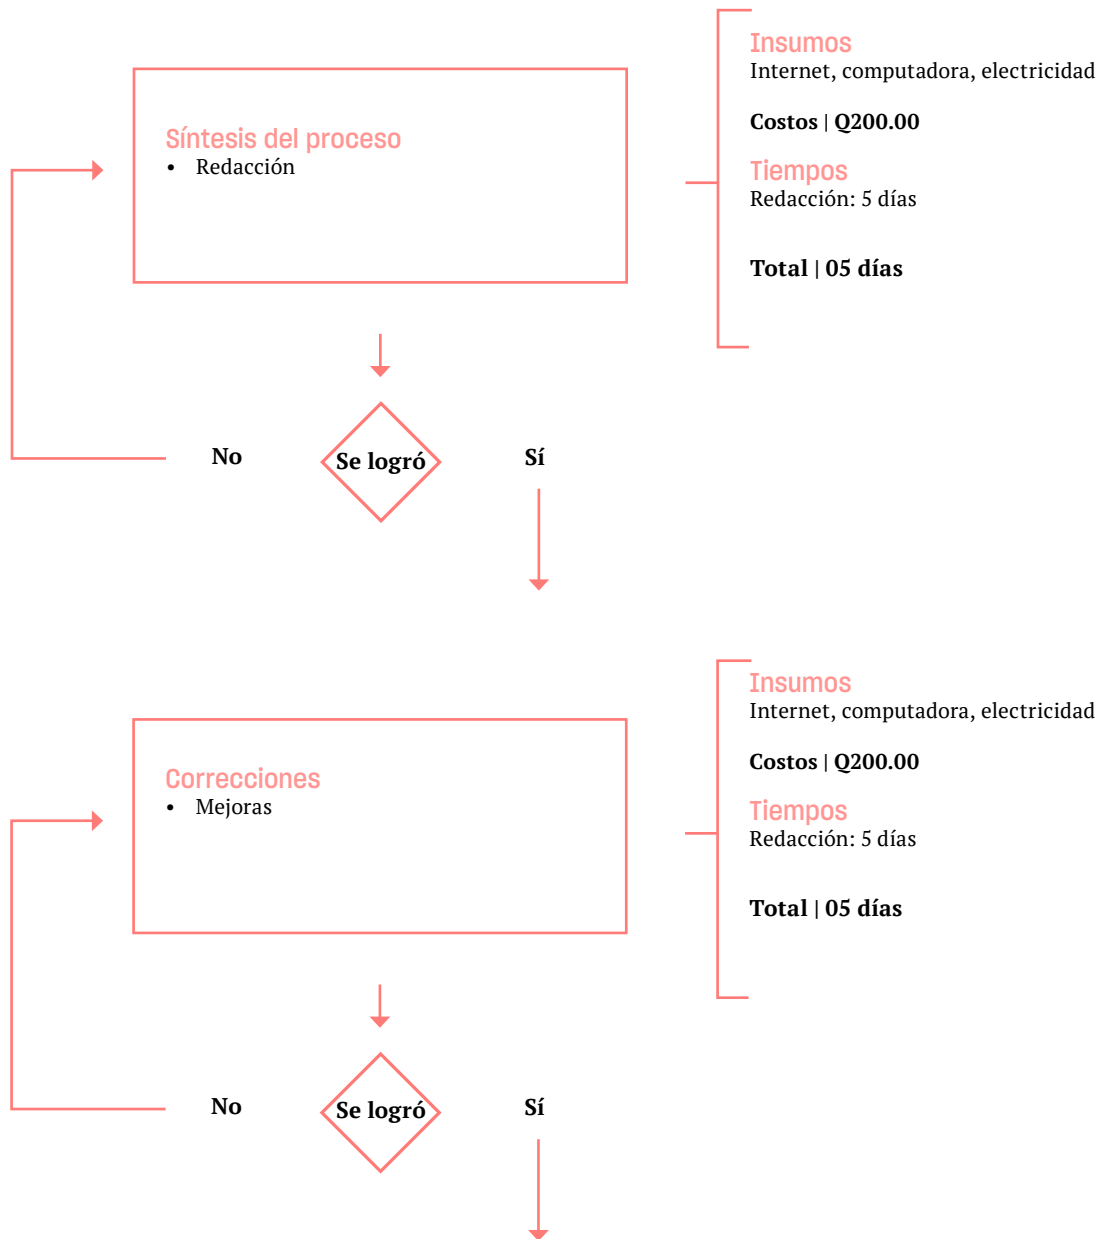 Síntesis del proceso
• Redacción
Insumos
Internet, computadora, electricidad
Costos | Q200.00
Tiempos
Redacción: 5 días
Total | 05 días
No
Se logró
Sí
Correcciones
• Mejoras
Insumos
Internet, computadora, electricidad
Costos | Q200.00
Tiempos
Redacción: 5 días
Total | 05 días
No
Se logró
Sí